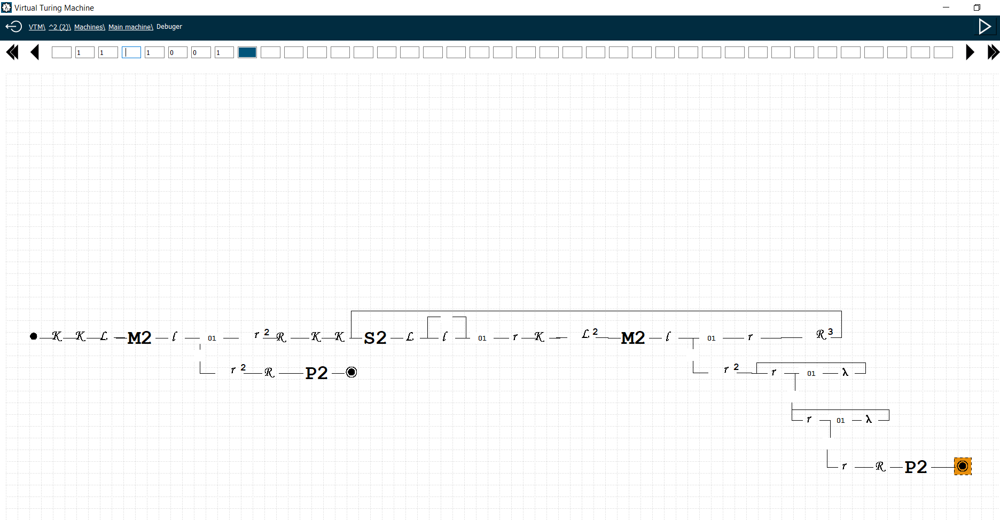 Virtual Turing Machine
VTM\ ^2 (2)\ Machines\ Main machine\ Debuger
1 1 1 0 0 1
K K L M2 l 01 r 2 R K K S2 L l 01 r K L 2 M2 l 01 r R 3
r 2 R P2 r 2 r 01 λ
r 01 λ
r R P2